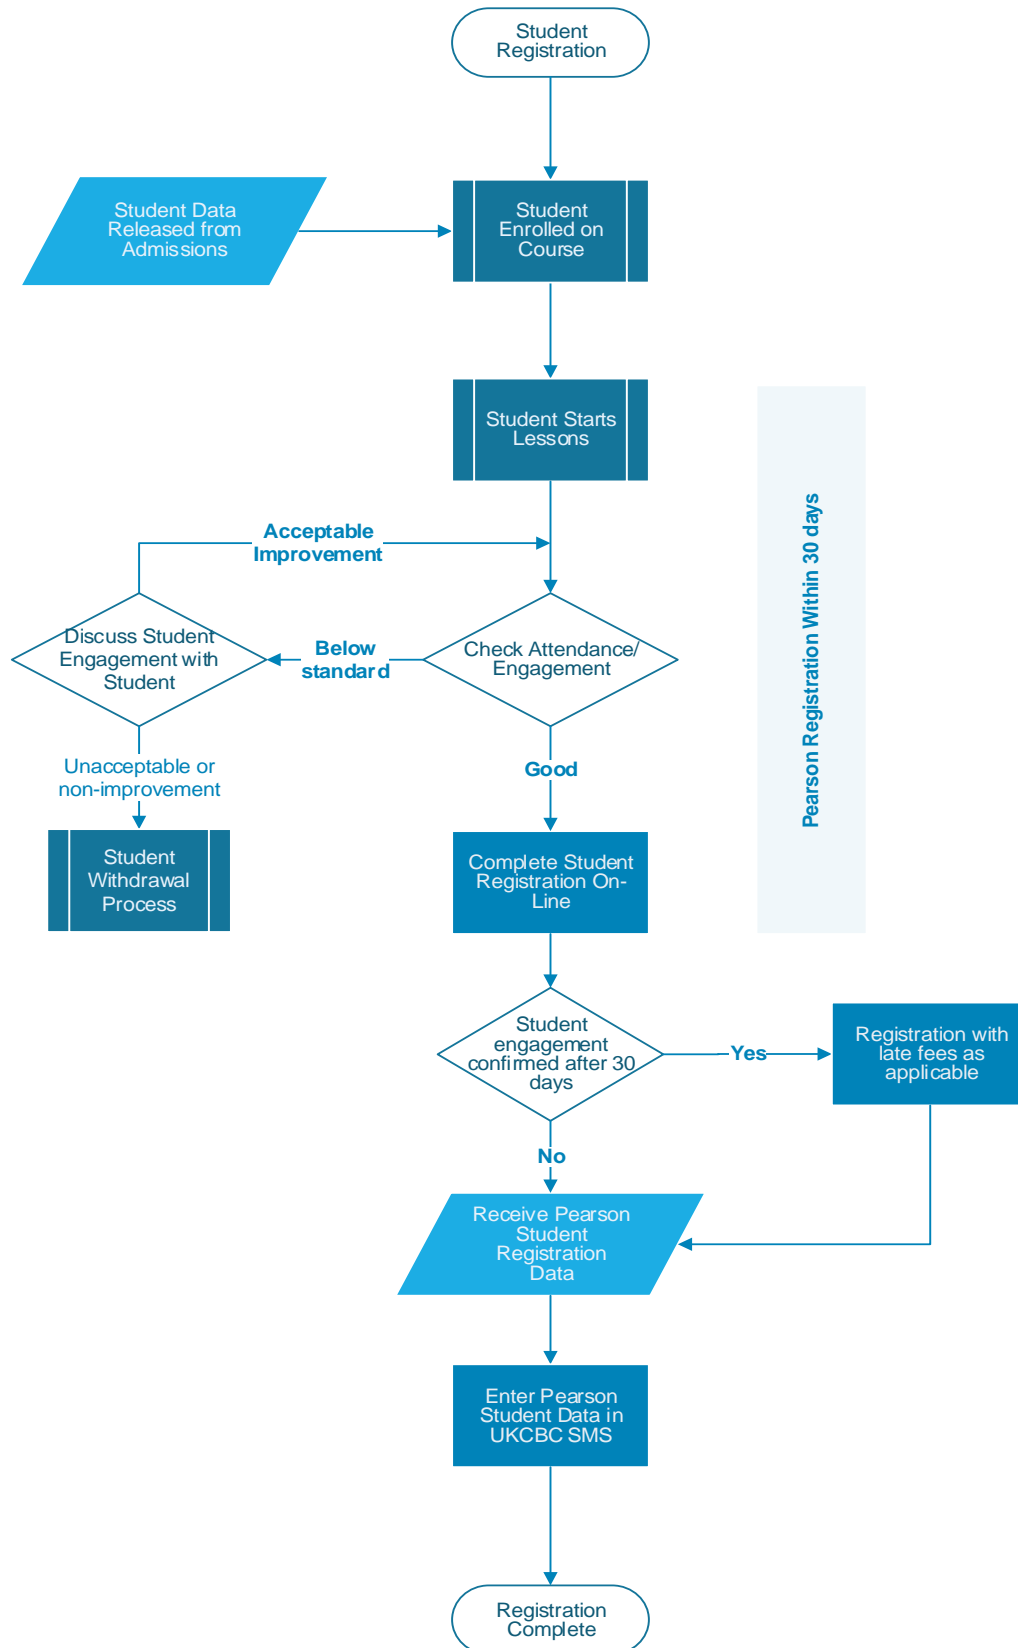 Student
Registration
Student Data
Released from
Admissions
Student
Enrolled on
Course
Student Starts
Lessons
Pearson Registration Within 30 days
Acceptable
Improvement
Discuss Student
Engagement with
Student
Below
standard
Check Attendance/
Engagement
Unacceptable or
non-improvement
Good
Student
Withdrawal
Process
Complete Student
Registration On-
Line
Student
engagement
confirmed after 30
days
Yes
Registration with
late fees as
applicable
No
Receive Pearson
Student
Registration
Data
Enter Pearson
Student Data in
UKCBC SMS
Registration
Complete